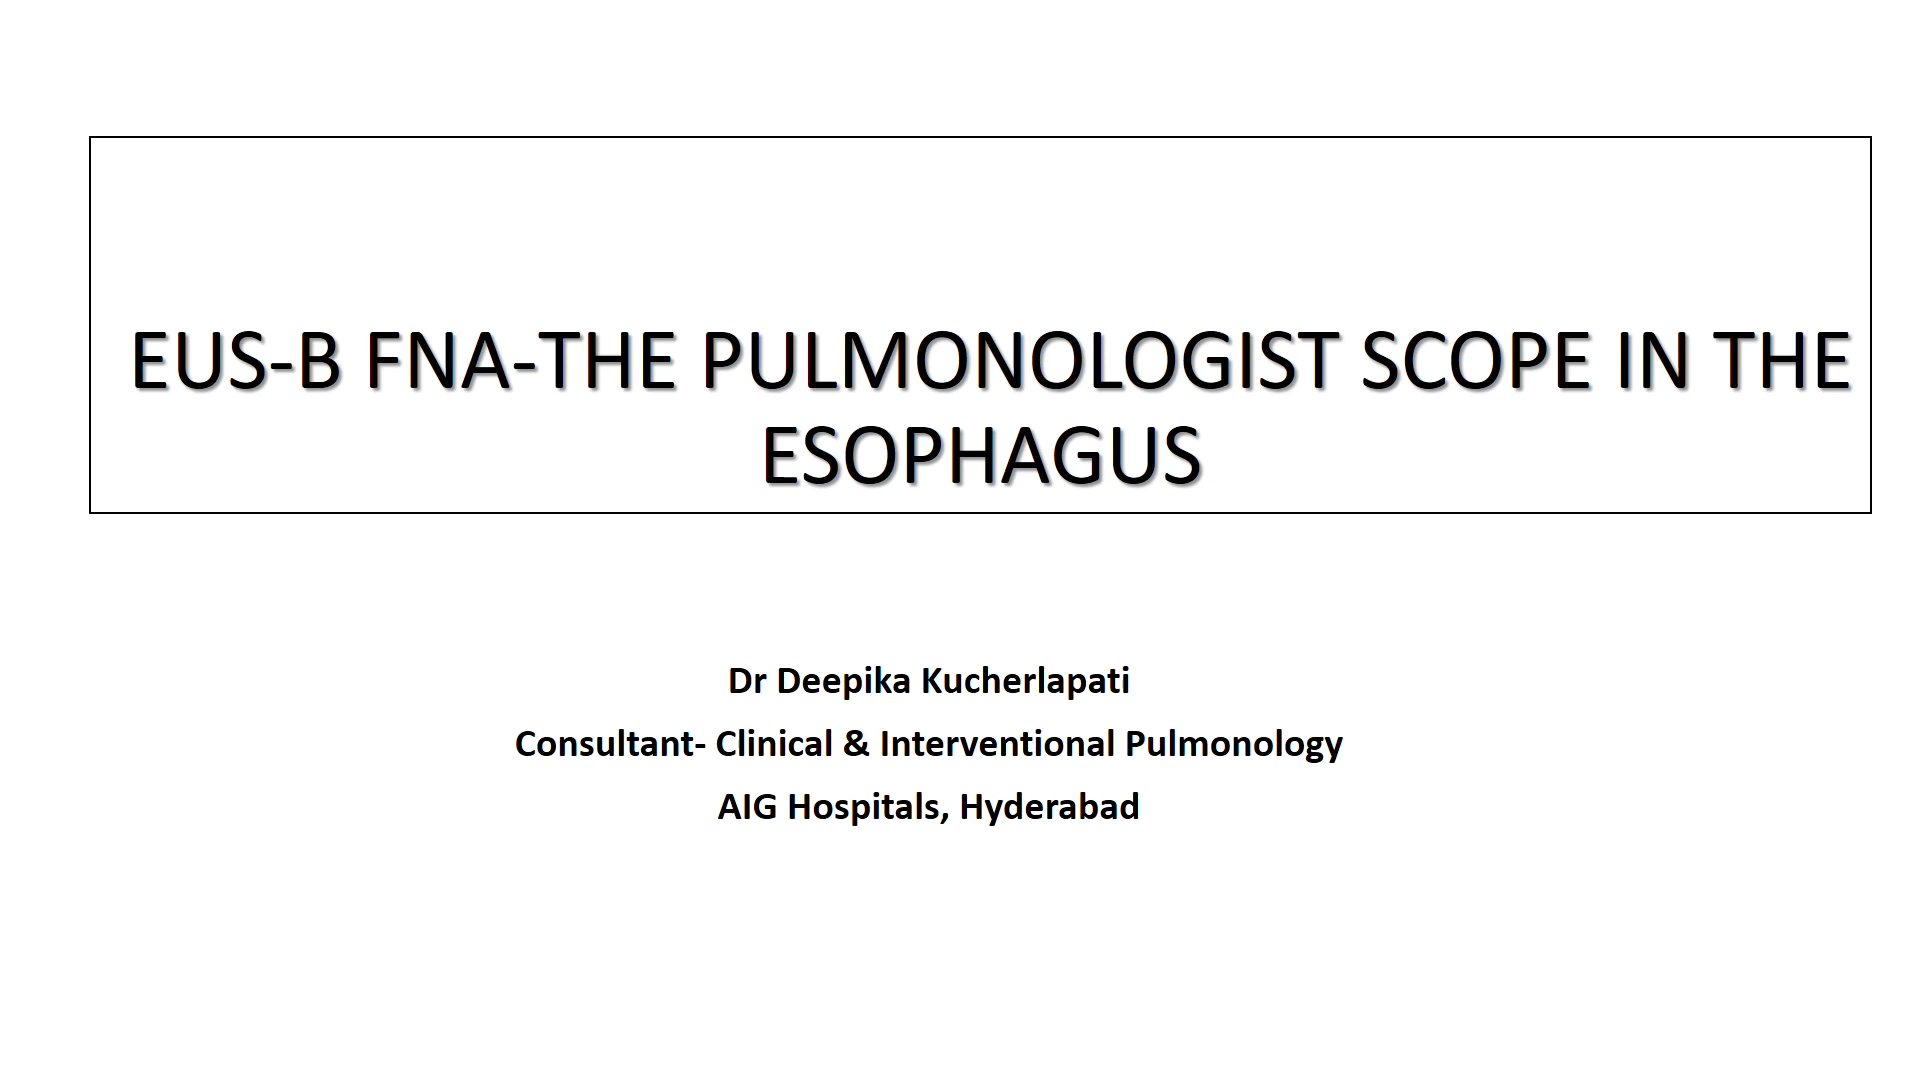 EUS-B FNA-THE PULMONOLOGIST SCOPE IN THE
ESOPHAGUS
Dr Deepika Kucherlapati
Consultant- Clinical & Interventional Pulmonology
AIG Hospitals, Hyderabad